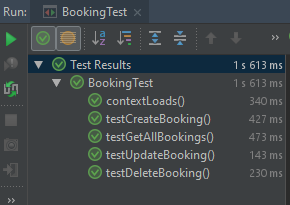 Run: BookingTest
Test Results 1 s 613 ms
BookingTest 1 s 613 ms
contextLoads() 340 ms
testCreateBooking() 427 ms
testGetAllBookings() 473 ms
testUpdateBooking() 143 ms
testDeleteBooking() 230 ms